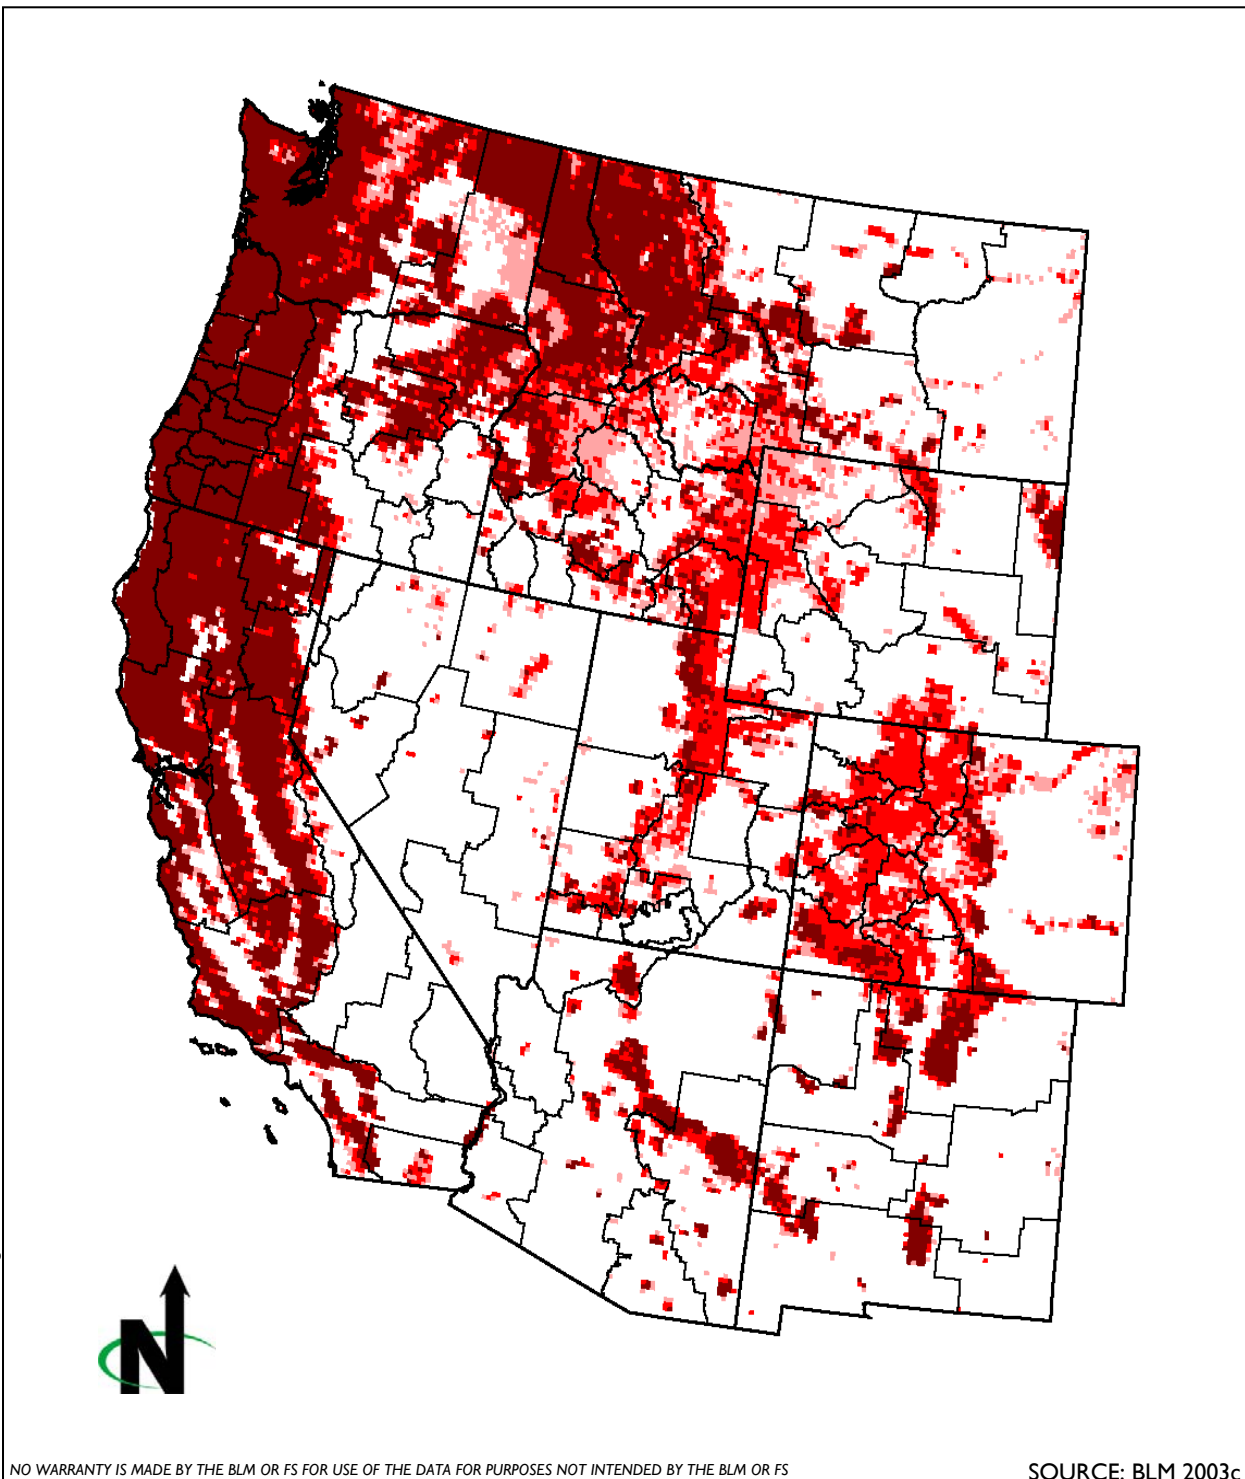 N
NO WARRANTY IS MADE BY THE BLM OR FS FOR USE OF THE DATA FOR PURPOSES NOT INTENDED BY THE BLM OR FS
SOURCE: BLM 2003c